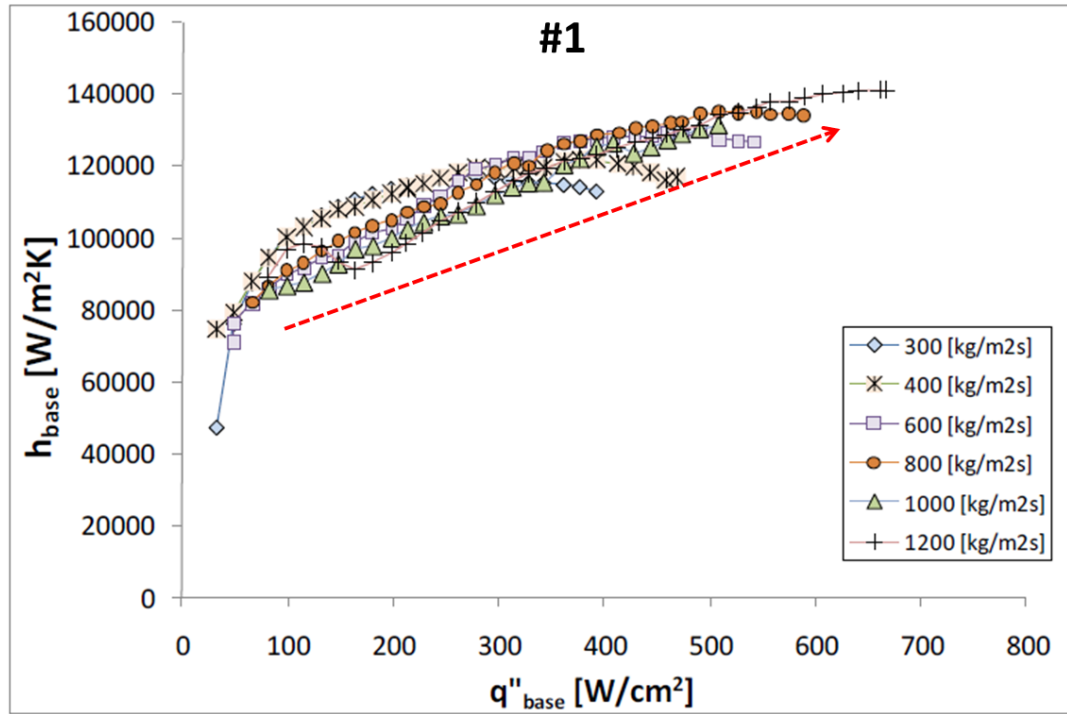 #1
160000
140000
120000
100000
80000
60000
40000
20000
0
h_base [W/m²K]
0 100 200 300 400 500 600 700 800
q"_base [W/cm²]
300 [kg/m2s]
400 [kg/m2s]
600 [kg/m2s]
800 [kg/m2s]
1000 [kg/m2s]
1200 [kg/m2s]